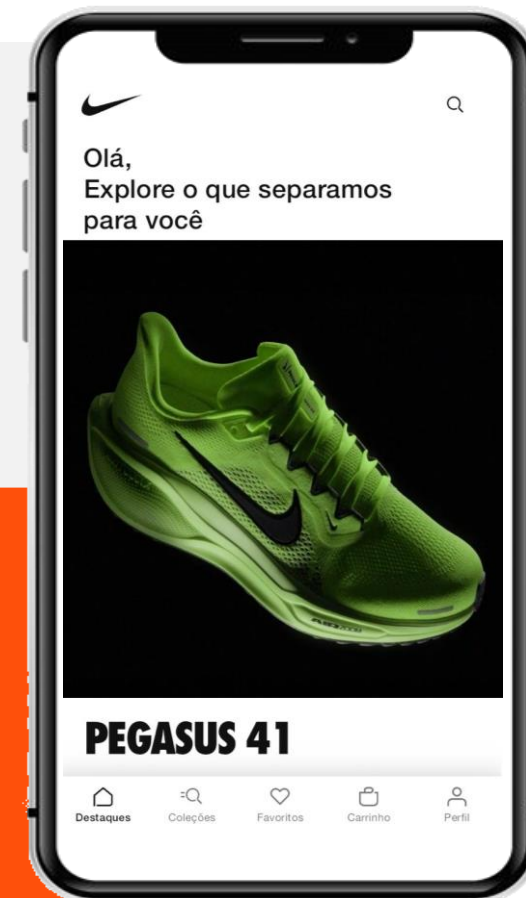 Olá,
Explore o que separamos
para você
PEGASUS 41
Destaques
Coleções
Favoritos
Carrinho
Perfil